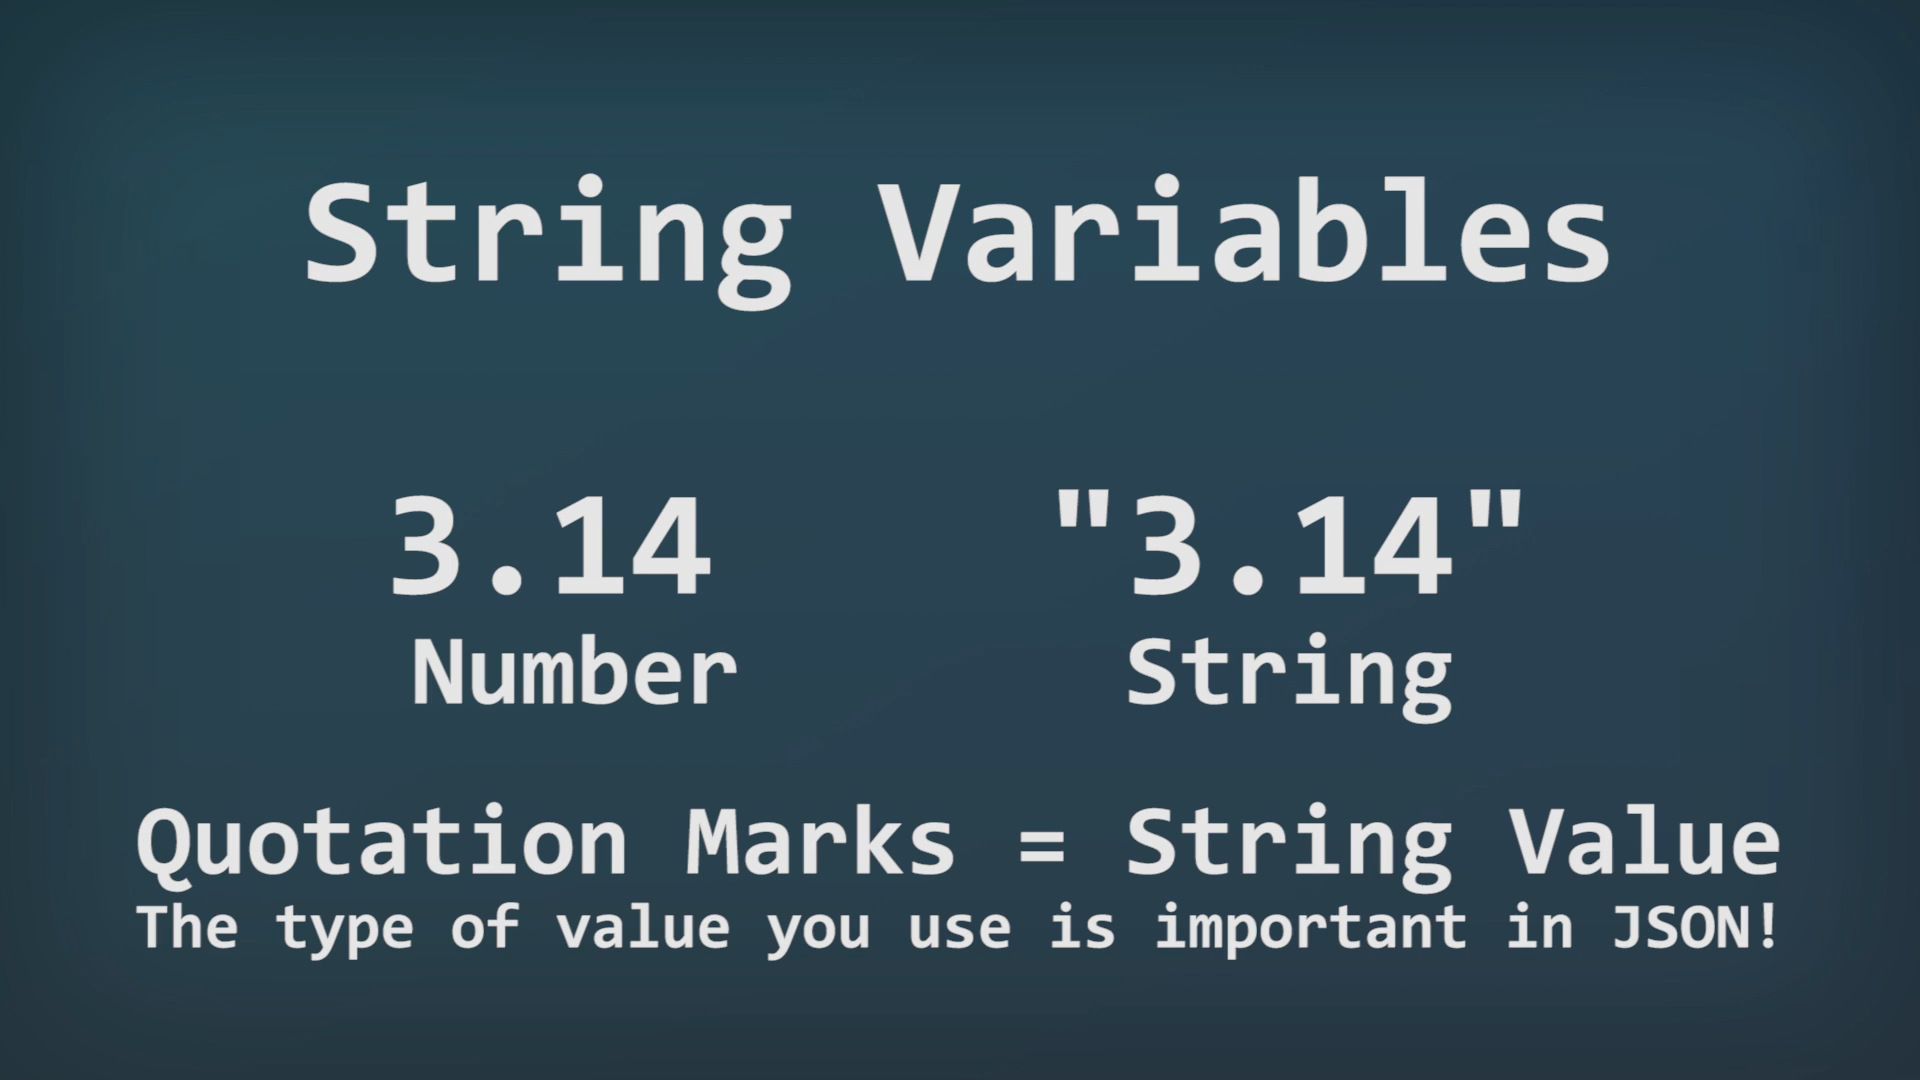 String Variables
3.14 "3.14"
Number String
Quotation Marks = String Value
The type of value you use is important in JSON!